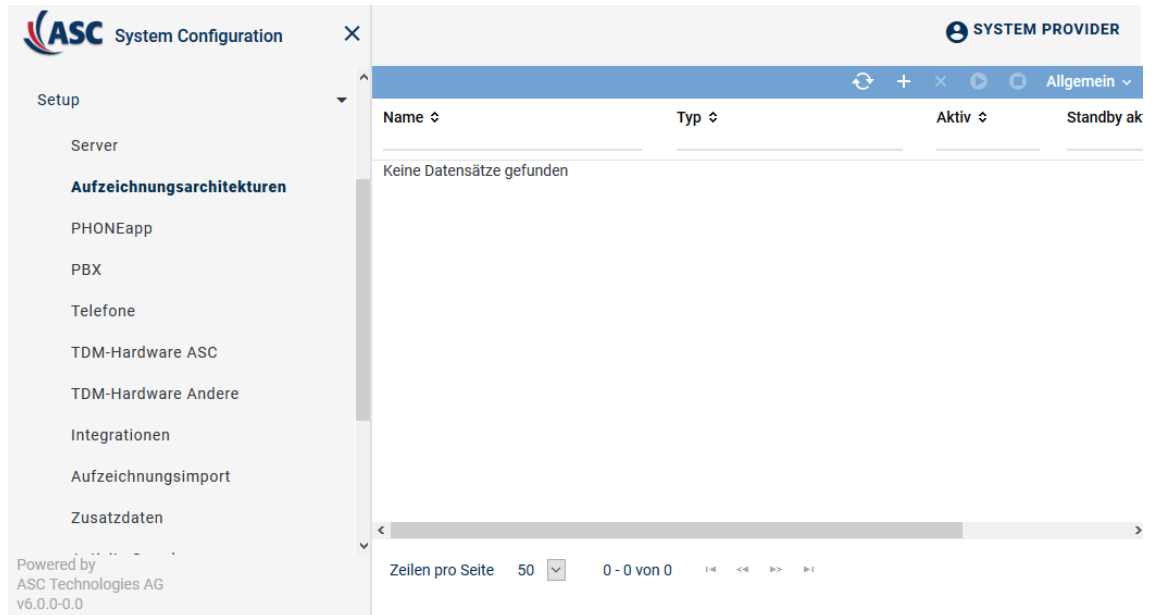 ASC System Configuration
SYSTEM PROVIDER
Setup
Server
Aufzeichnungsarchitekturen
PHONEapp
PBX
Telefone
TDM-Hardware ASC
TDM-Hardware Andere
Integrationen
Aufzeichnungsimport
Zusatzdaten
Powered by
ASC Technologies AG
v6.0.0-0.0
Allgemein
Name Typ Aktiv Standby ak
Keine Datensätze gefunden
Zeilen pro Seite 50 0 - 0 von 0